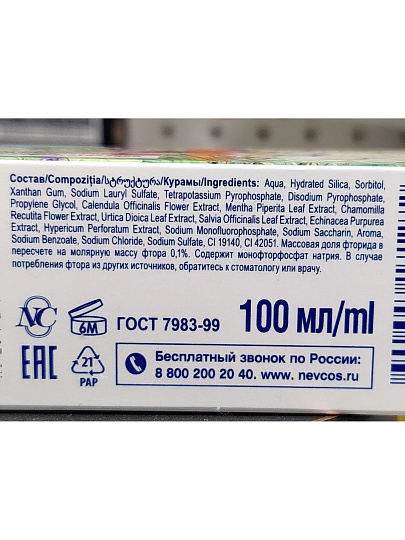 Состав/Compoziția/სტრუქტურა/Курамы/Ingredients: Aqua, Hydrated Silica, Sorbitol,
Xanthan Gum, Sodium Lauryl Sulfate, Tetrapotassium Pyrophosphate, Disodium Pyrophosphate,
Propylene Glycol, Calendula Officinalis Flower Extract, Mentha Piperita Leaf Extract, Chamomilla
Recutita Flower Extract, Urtica Dioica Leaf Extract, Salvia Officinalis Leaf Extract, Echinacea Purpurea
Extract, Hypericum Perforatum Extract, Sodium Monofluorophosphate, Sodium Saccharin, Aroma,
Sodium Benzoate, Sodium Chloride, Sodium Sulfate, CI 19140, CI 42051. Массовая доля фторида в
пересчете на молярную массу фтора 0,1%. Содержит монофторфосфат натрия. В случае
потребления фтора из других источников, обратитесь к стоматологу или врачу.
НС 6M ГОСТ 7983-99 100 мл/ml
EAC 21 PAP
Бесплатный звонок по России:
8 800 200 20 40. www.nevcos.ru